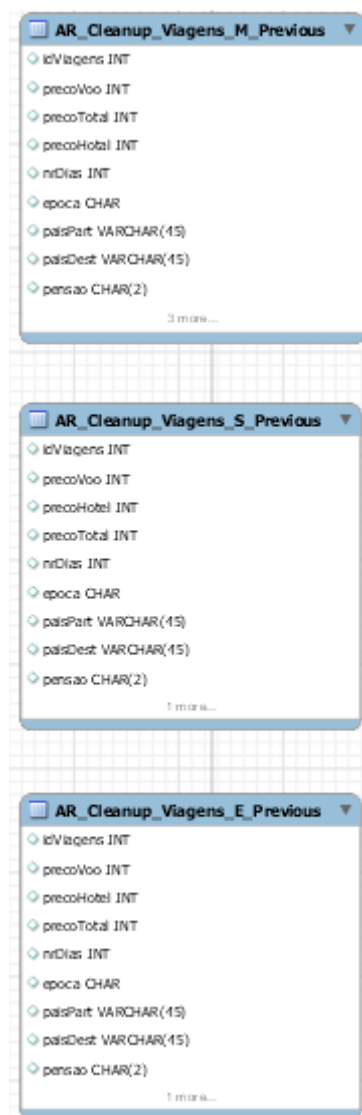 AR_Cleanup_Viagens_M_Previous
idViagens INT
precoVoo INT
precoTotal INT
precoHotal INT
nrDias INT
epoca CHAR
paisPart VARCHAR(45)
paisDest VARCHAR(45)
pensao CHAR(2)
3 more...
AR_Cleanup_Viagens_S_Previous
idViagens INT
precoVoo INT
precoHotel INT
precoTotal INT
nrDias INT
epoca CHAR
paisPart VARCHAR(45)
paisDest VARCHAR(45)
pensao CHAR(2)
1 more...
AR_Cleanup_Viagens_E_Previous
idViagens INT
precoVoo INT
precoHotel INT
precoTotal INT
nrDias INT
epoca CHAR
paisPart VARCHAR(45)
paisDest VARCHAR(45)
pensao CHAR(2)
1 more...